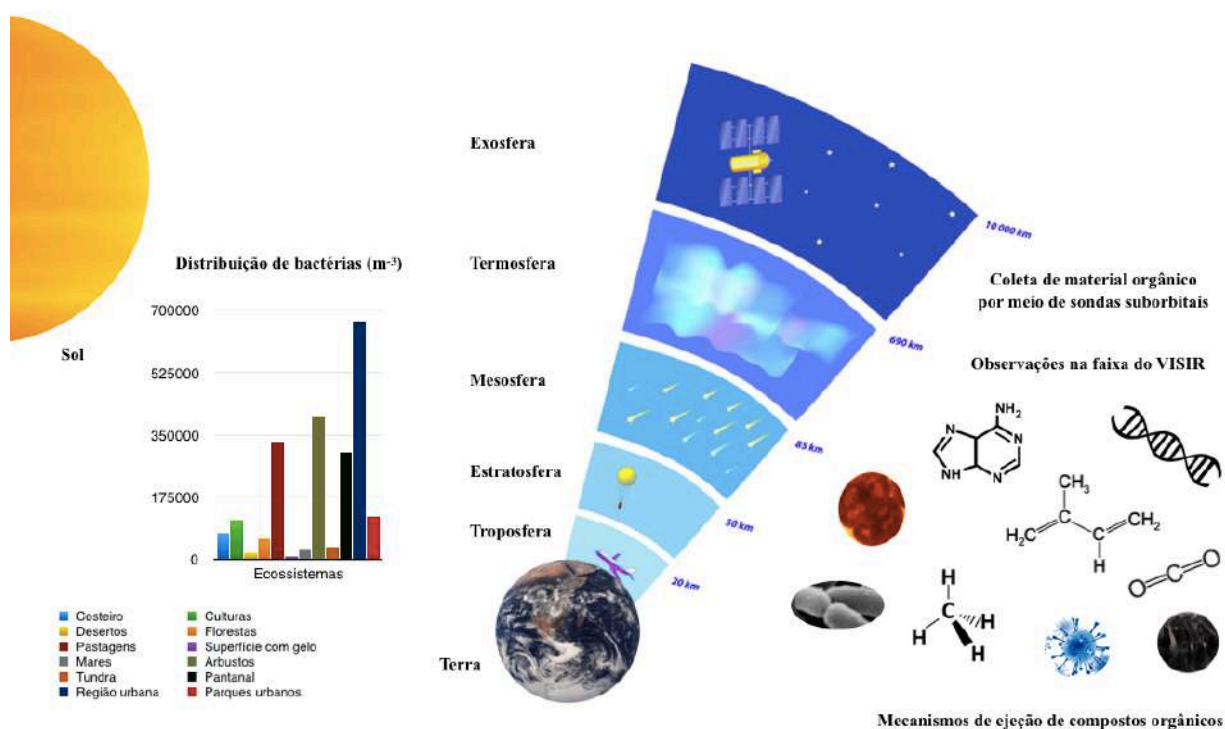 Exosfera
10 000 km
Distribuição de bactérias (m⁻³)
Termosfera
Coleta de material orgânico
por meio de sondas suborbitais
700000
690 km
Sol
Observações na faixa do VISIR
625000
Mesosfera
NH₂
N
N
N
NH
350000
85 km
Estratosfera
CH₃
175000
Troposfera
50 km
H₂C
CH₂
H
0
Ecossistemas
20 km
O
C
O
H
C
H
H
H
Costeiro
Culturas
Desertos
Florestas
Pastagens
Superfície com gelo
Mares
Arbustos
Tundra
Pantanal
Região urbana
Parques urbanos
Terra
Mecanismos de ejeção de compostos orgânicos